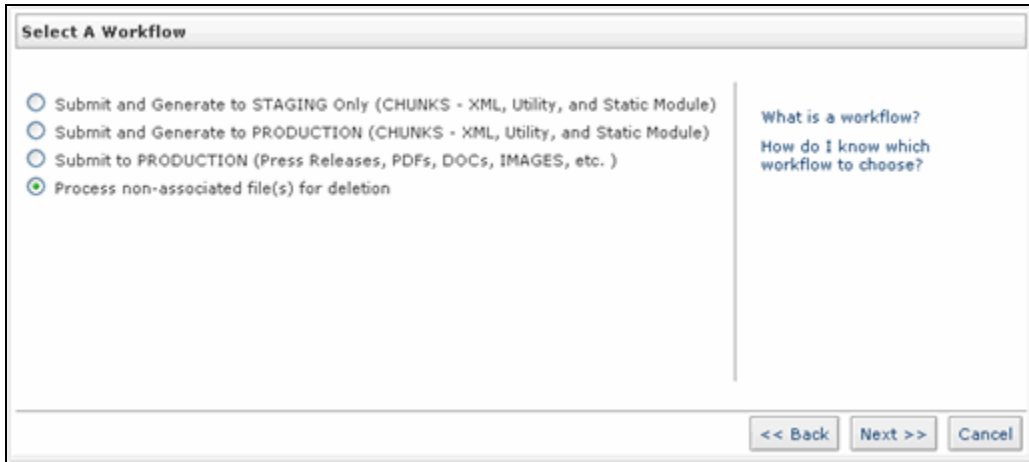 Select A Workflow
Submit and Generate to STAGING Only (CHUNKS - XML, Utility, and Static Module)
Submit and Generate to PRODUCTION (CHUNKS - XML, Utility, and Static Module)
Submit to PRODUCTION (Press Releases, PDFs, DOCs, IMAGES, etc. )
Process non-associated file(s) for deletion
What is a workflow?
How do I know which
workflow to choose?
<< Back Next >> Cancel